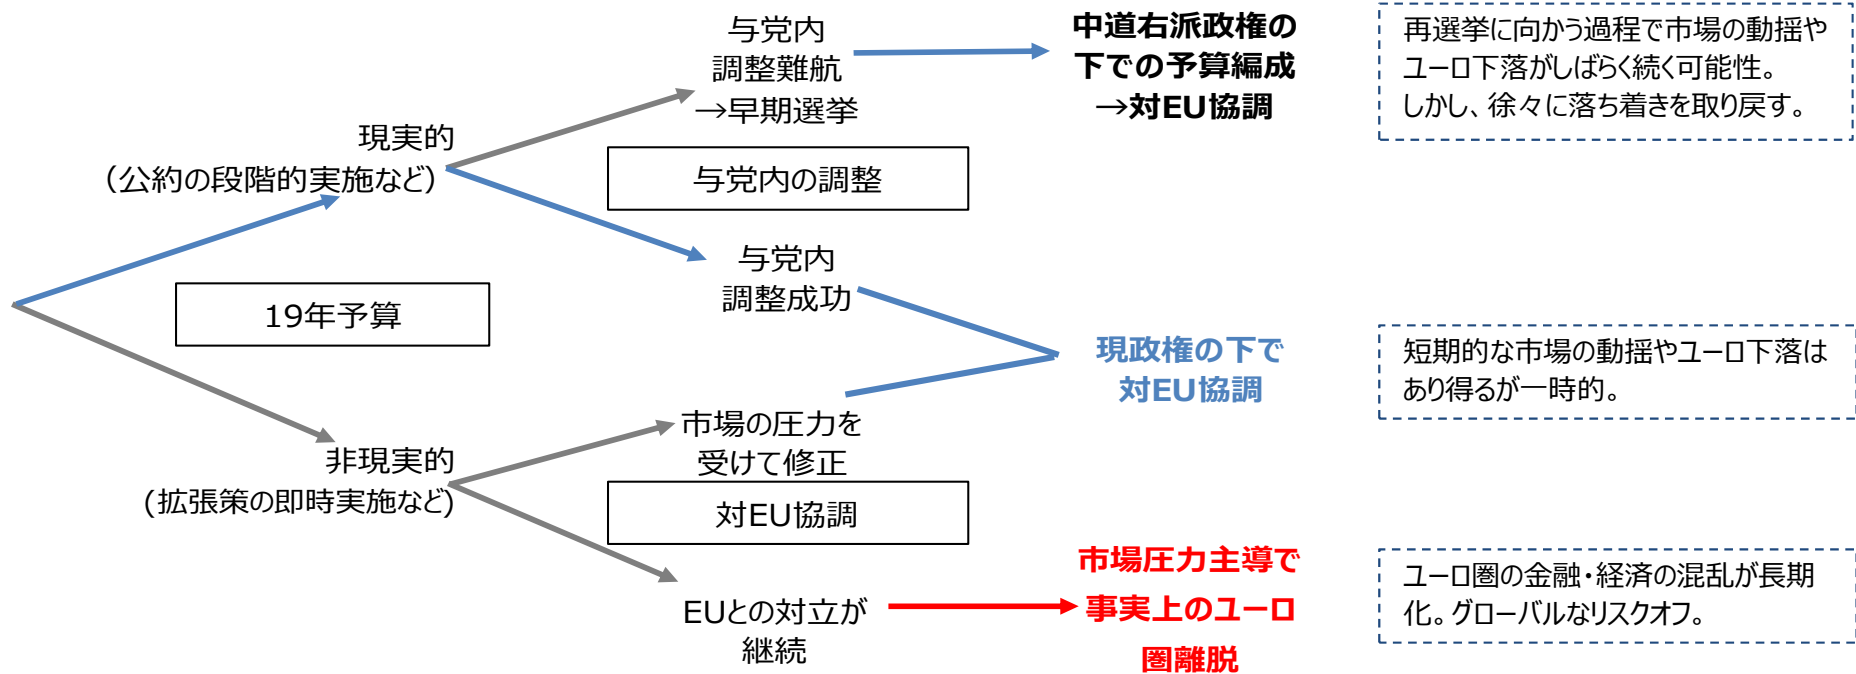 与党内
調整難航
→早期選挙
中道右派政権の
下での予算編成
→対EU協調
再選挙に向かう過程で市場の動揺や
ユーロ下落がしばらく続く可能性。
しかし、徐々に落ち着きを取り戻す。
現実的
（公約の段階的実施など）
与党内の調整
与党内
調整成功
19年予算
現政権の下で
対EU協調
短期的な市場の動揺やユーロ下落は
あり得るが一時的。
市場の圧力を
受けて修正
非現実的
(拡張策の即時実施など)
対EU協調
EUとの対立が
継続
市場圧力主導で
事実上のユーロ
圏離脱
ユーロ圏の金融・経済の混乱が長期
化。グローバルなリスクオフ。